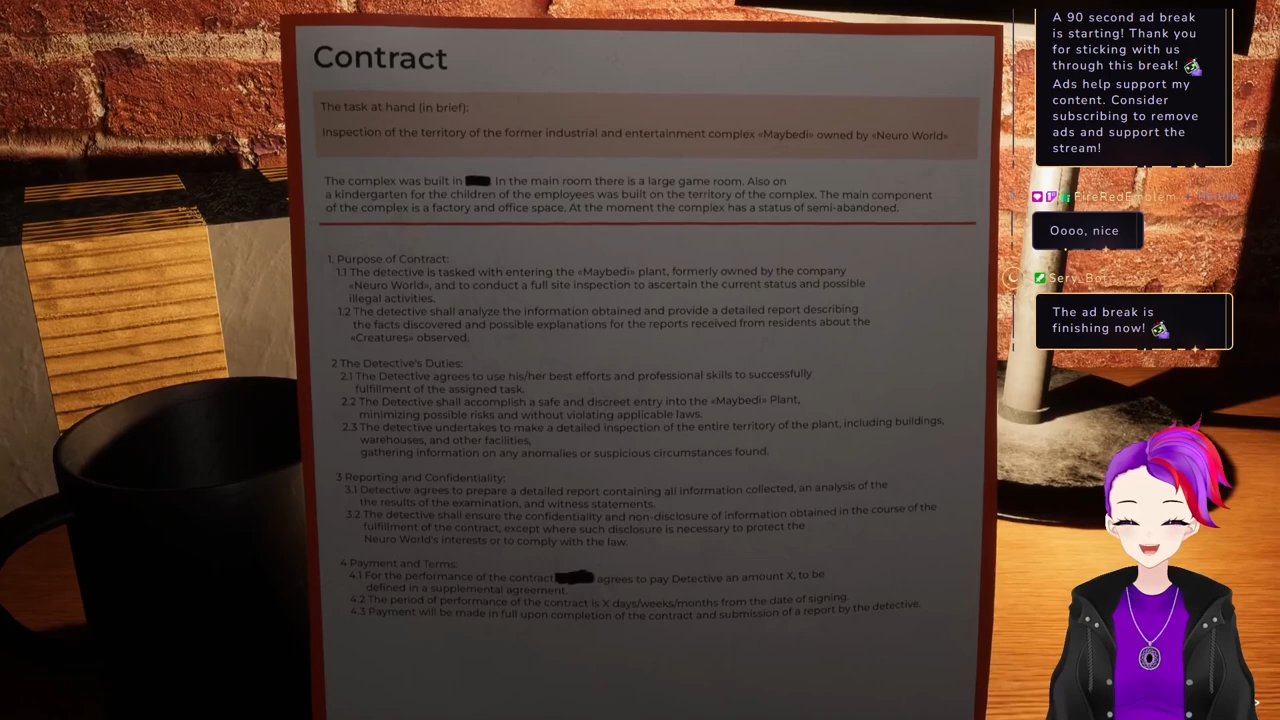 Contract
The task at hand (in brief):
Inspection of the territory of the former industrial and entertainment complex «Maybedi» owned by «Neuro World»
The complex was built in In the main room there is a large game room. Also on
a kindergarten for the children of the employees was built on the territory of the complex. The main component
of the complex is a factory and office space. At the moment the complex has a status of semi-abandoned.
1. Purpose of Contract:
1.1 The detective is tasked with entering the «Maybedi» plant, formerly owned by the company
«Neuro World», and to conduct a full site inspection to ascertain the current status and possible
illegal activities.
1.2 The detective shall analyze the information obtained and provide a detailed report describing
the facts discovered and possible explanations for the reports received from residents about the
«Creatures» observed.
2 The Detective's Duties:
2.1 The Detective agrees to use his/her best efforts and professional skills to successfully
fulfillment of the assigned task.
2.2 The Detective shall accomplish a safe and discreet entry into the «Maybedi» Plant,
minimizing possible risks and without violating applicable laws.
2.3 The detective undertakes to make a detailed inspection of the entire territory of the plant, including buildings,
warehouses, and other facilities,
gathering information on any anomalies or suspicious circumstances found.
3 Reporting and Confidentiality:
3.1 Detective agrees to prepare a detailed report containing all information collected, an analysis of the
the results of the examination, and witness statements.
3.2 The detective shall ensure the confidentiality and non-disclosure of information obtained in the course of the
fulfillment of the contract, except where such disclosure is necessary to protect the
Neuro World's interests or to comply with the law.
4 Payment and Terms:
4.1 For the performance of the contract agrees to pay Detective an amount X, to be
defined in a supplemental agreement.
4.2 The period of performance of the contract is X days/weeks/months from the date of signing.
4.3 Payment will be made in full upon completion of the contract and submission of a report by the detective.
A 90 second ad break
is starting! Thank you
for sticking with us
through this break!
Ads help support my
content. Consider
subscribing to remove
ads and support the
stream!
FireRedEmblem
Oooo, nice
Serv_Bot
The ad break is
finishing now!